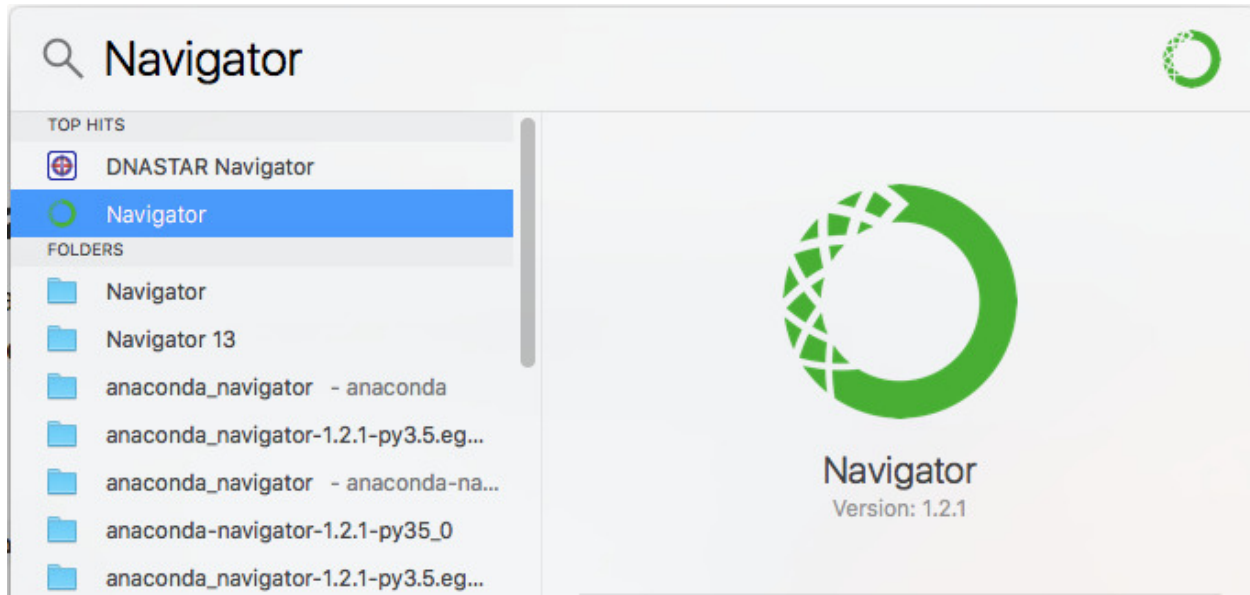 Navigator
TOP HITS
DNASTAR Navigator
Navigator
FOLDERS
Navigator
Navigator 13
anaconda_navigator - anaconda
anaconda_navigator-1.2.1-py3.5.eg...
anaconda_navigator - anaconda-na...
anaconda-navigator-1.2.1-py35_0
anaconda_navigator-1.2.1-py3.5.eg...
Navigator
Version: 1.2.1